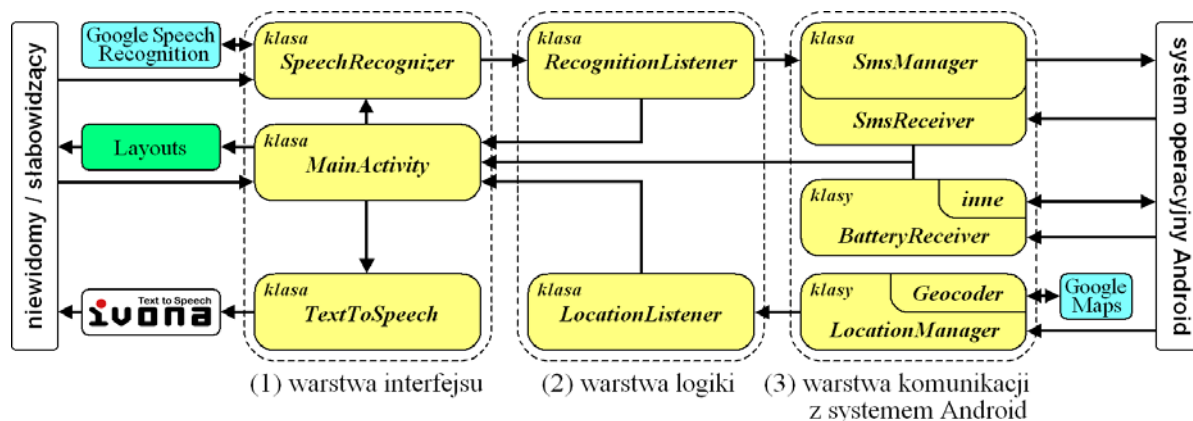 niewidomy / słabowidzący
Google Speech
Recognition
Layouts
Text to Speech
ivona
klasa
SpeechRecognizer
klasa
MainActivity
klasa
TextToSpeech
(1) warstwa interfejsu
klasa
RecognitionListener
klasa
LocationListener
(2) warstwa logiki
klasa
SmsManager
SmsReceiver
klasy
inne
BatteryReceiver
klasy
Geocoder
LocationManager
(3) warstwa komunikacji
z systemem Android
Google
Maps
system operacyjny Android